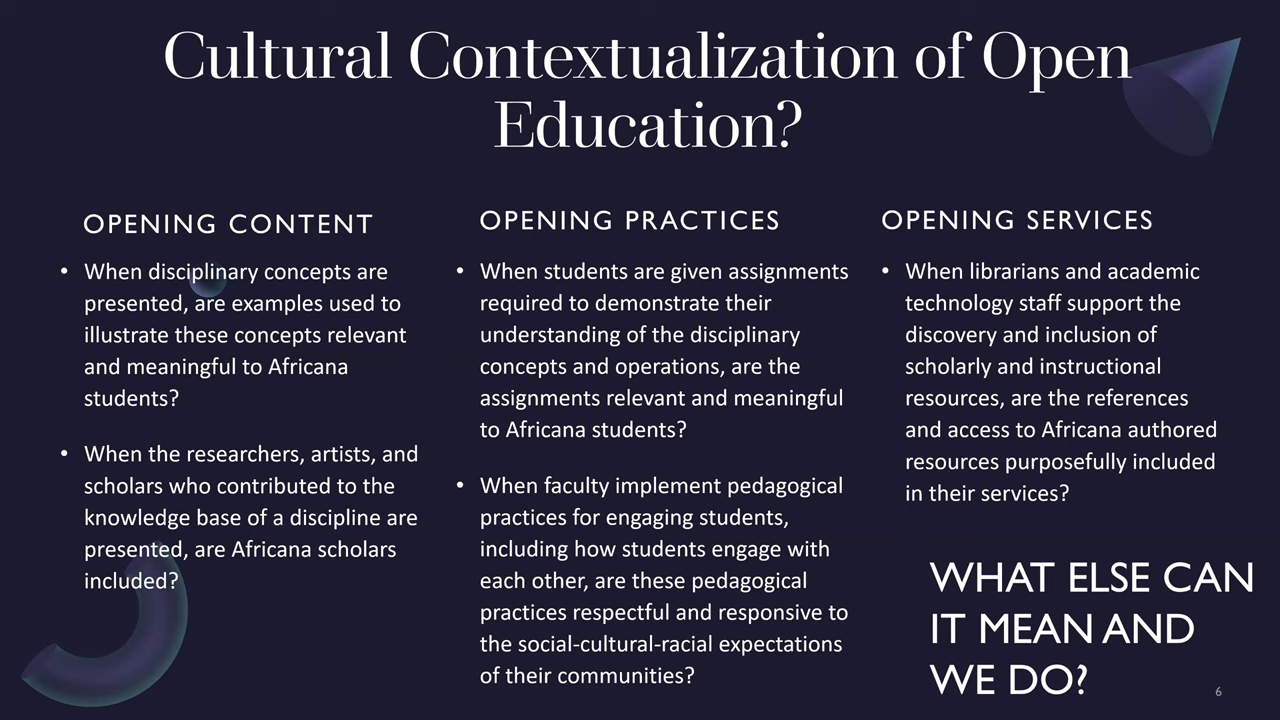 Cultural Contextualization of Open
Education?
OPENING CONTENT
• When disciplinary concepts are
presented, are examples used to
illustrate these concepts relevant
and meaningful to Africana
students?
• When the researchers, artists, and
scholars who contributed to the
knowledge base of a discipline are
presented, are Africana scholars
included?
OPENING PRACTICES
• When students are given assignments
required to demonstrate their
understanding of the disciplinary
concepts and operations, are the
assignments relevant and meaningful
to Africana students?
• When faculty implement pedagogical
practices for engaging students,
including how students engage with
each other, are these pedagogical
practices respectful and responsive to
the social-cultural-racial expectations
of their communities?
OPENING SERVICES
• When librarians and academic
technology staff support the
discovery and inclusion of
scholarly and instructional
resources, are the references
and access to Africana authored
resources purposefully included
in their services?
WHAT ELSE CAN
IT MEAN AND
WE DO?
6